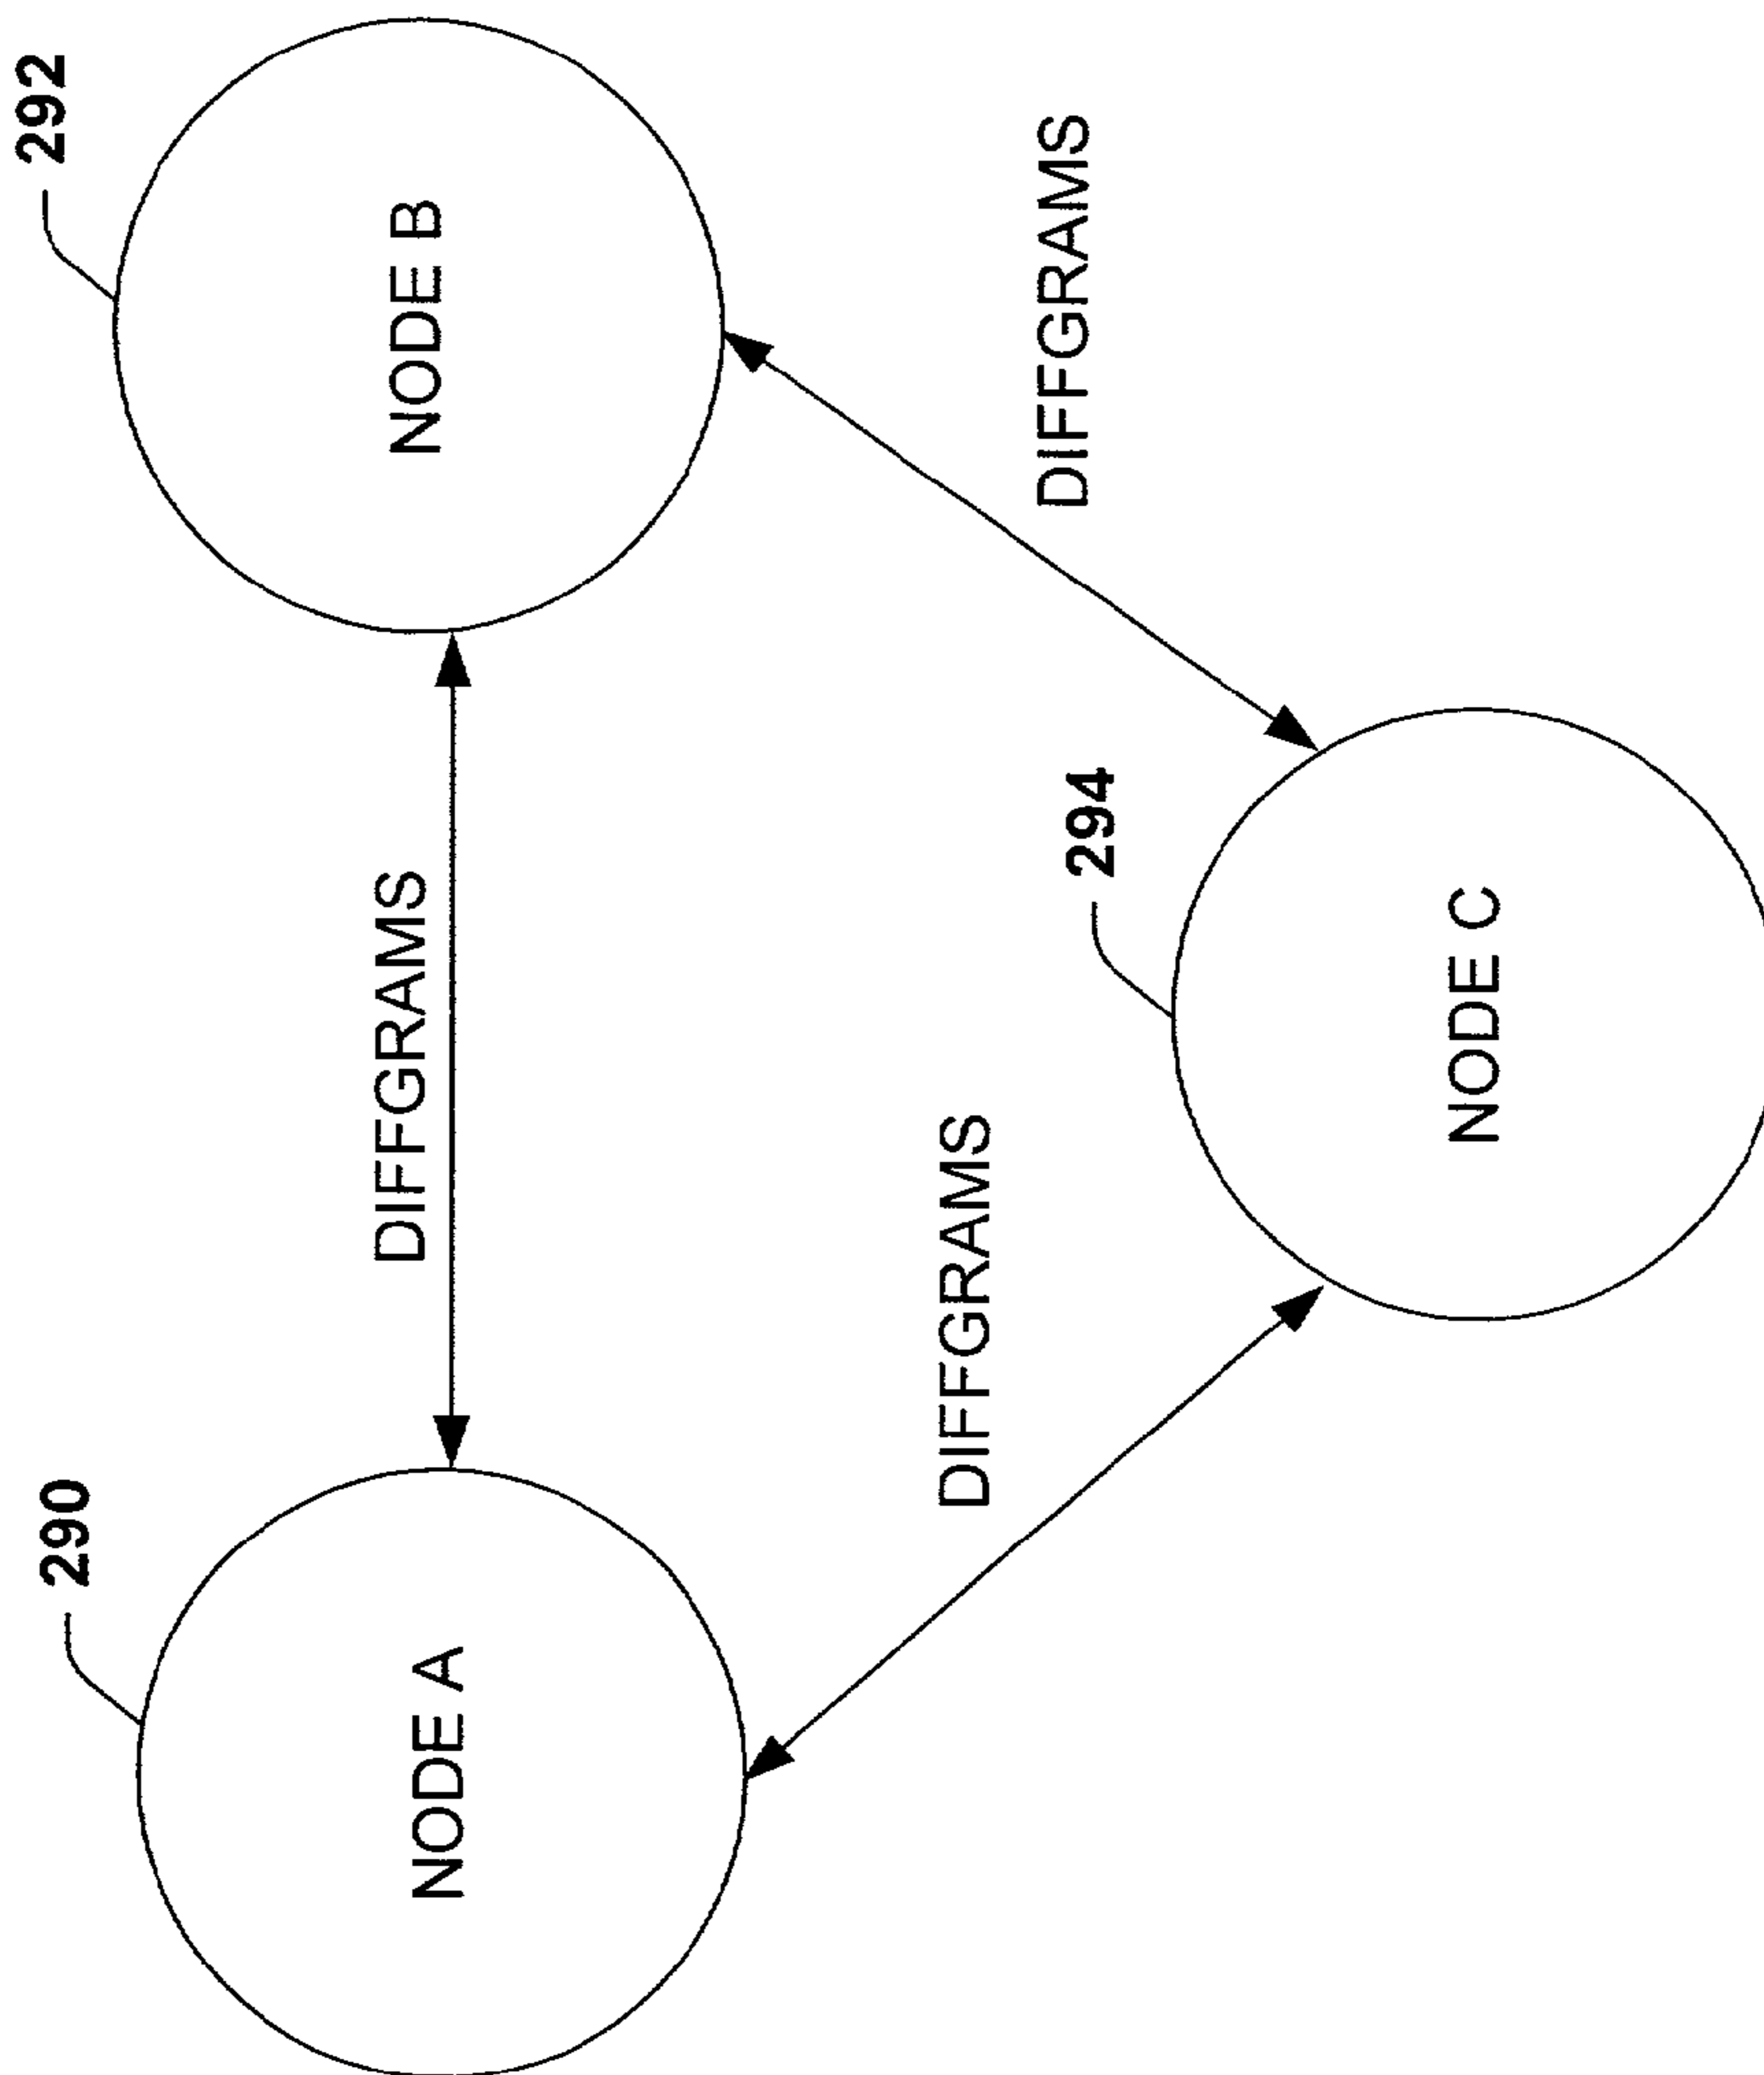 290
NODE A
DIFFGRAMS
292
NODE B
DIFFGRAMS
DIFFGRAMS
294
NODE C